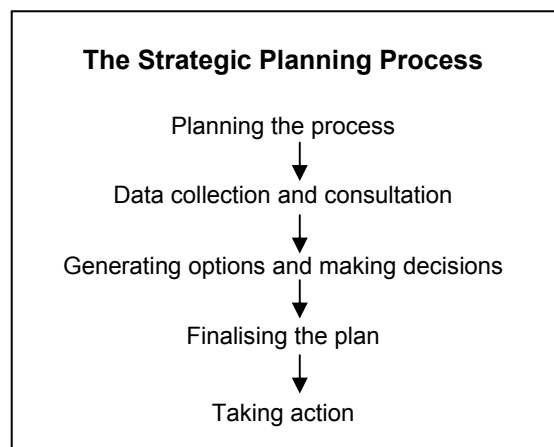 The Strategic Planning Process
Planning the process
Data collection and consultation
Generating options and making decisions
Finalising the plan
Taking action